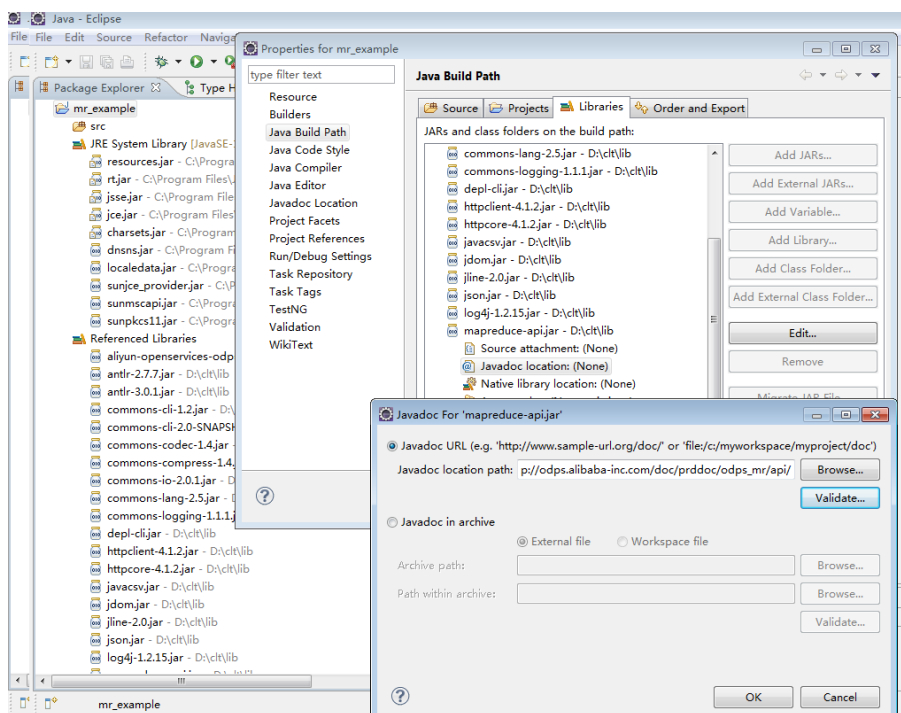 Java - Eclipse
File File Edit Source Refactor Naviga
Package Explorer Type H
mr_example
src
JRE System Library [JavaSE-
resources.jar - C:\Progra
rt.jar - C:\Program Files\J
jsse.jar - C:\Program File
jce.jar - C:\Program Files
charsets.jar - C:\Program
dnsns.jar - C:\Program Fi
localedata.jar - C:\Progra
sunjce_provider.jar - C:\P
sunmscapi.jar - C:\Progra
sunpkcs11.jar - C:\Progra
Referenced Libraries
aliyun-openservices-odp
antlr-2.7.7.jar - D:\clt\lib
antlr-3.0.1.jar - D:\clt\lib
commons-cli-1.2.jar - D:\
commons-cli-2.0-SNAPSH
commons-codec-1.4.jar -
commons-compress-1.4.
commons-io-2.0.1.jar - D
commons-lang-2.5.jar - D
commons-logging-1.1.1.j
depl-cli.jar - D:\clt\lib
httpclient-4.1.2.jar - D:\clt\lib
httpcore-4.1.2.jar - D:\clt\lib
javacsv.jar - D:\clt\lib
jdom.jar - D:\clt\lib
jline-2.0.jar - D:\clt\lib
json.jar - D:\clt\lib
log4j-1.2.15.jar - D:\clt\lib
mr_example
Properties for mr_example
type filter text
Resource
Builders
Java Build Path
Java Code Style
Java Compiler
Java Editor
Javadoc Location
Project Facets
Project References
Run/Debug Settings
Task Repository
Task Tags
TestNG
Validation
WikiText
Java Build Path
Source Projects Libraries Order and Export
JARs and class folders on the build path:
commons-lang-2.5.jar - D:\clt\lib
commons-logging-1.1.1.jar - D:\clt\lib
depl-cli.jar - D:\clt\lib
httpclient-4.1.2.jar - D:\clt\lib
httpcore-4.1.2.jar - D:\clt\lib
javacsv.jar - D:\clt\lib
jdom.jar - D:\clt\lib
jline-2.0.jar - D:\clt\lib
json.jar - D:\clt\lib
log4j-1.2.15.jar - D:\clt\lib
mapreduce-api.jar - D:\clt\lib
Source attachment: (None)
Javadoc location: (None)
Native library location: (None)
Add JARs...
Add External JARs...
Add Variable...
Add Library...
Add Class Folder...
Add External Class Folder...
Edit...
Remove
Migrate JAR File
Javadoc For 'mapreduce-api.jar'
Javadoc URL (e.g. 'http://www.sample-url.org/doc/' or 'file:/c:/myworkspace/myproject/doc')
Javadoc location path: p://odps.alibaba-inc.com/doc/prddoc/odps_mr/api/ Browse...
Validate...
Javadoc in archive
External file Workspace file
Archive path: Browse...
Path within archive: Browse...
Validate...
OK Cancel